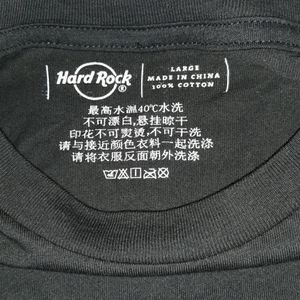 Hard Rock ®
LARGE
MADE IN CHINA
100% COTTON
最高水温40℃水洗
不可漂白,悬挂晾干
印花不可熨烫,不可干洗
请与接近颜色衣料一起洗涤
请将衣服反面朝外洗涤